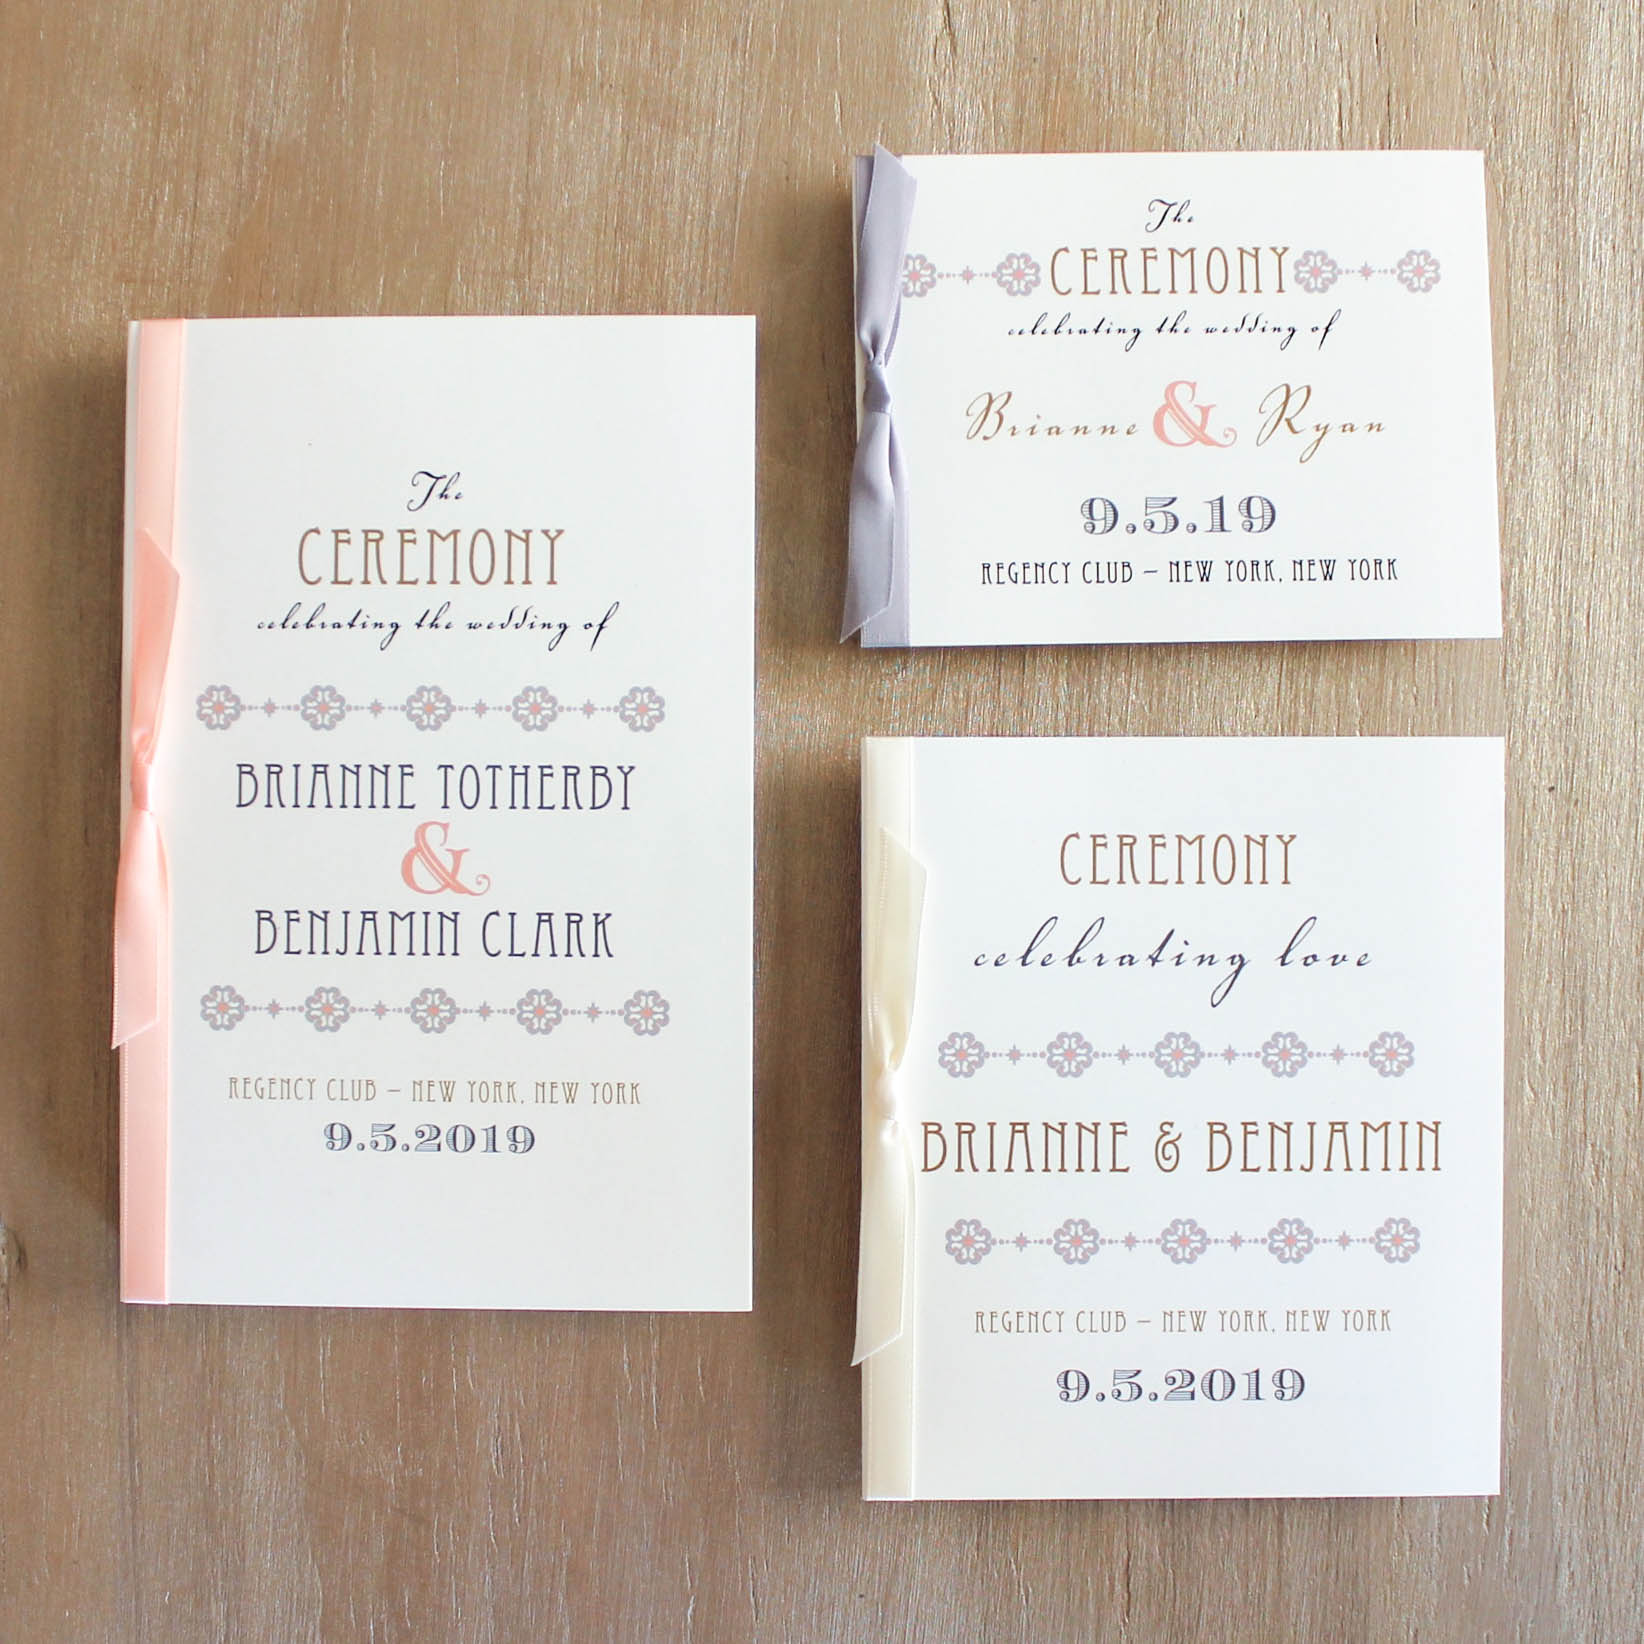 The
CEREMONY
celebrating the wedding of
BRIANNE TOTHERBY
&
BENJAMIN CLARK
REGENCY CLUB – NEW YORK, NEW YORK
9.5.2019
The
CEREMONY
celebrating the wedding of
Brianne & Ryan
9.5.19
REGENCY CLUB – NEW YORK, NEW YORK
CEREMONY
celebrating love
BRIANNE & BENJAMIN
REGENCY CLUB – NEW YORK, NEW YORK
9.5.2019